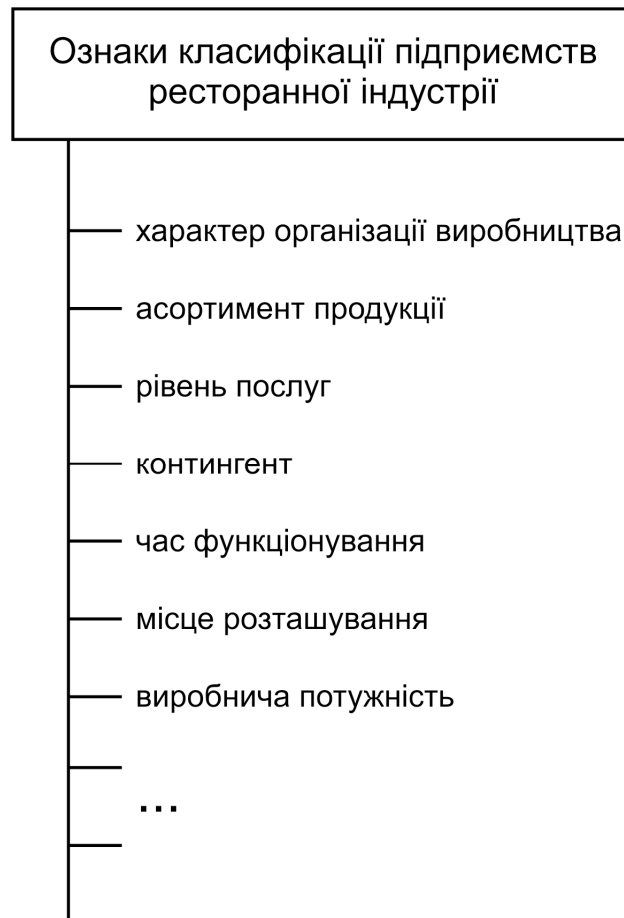 Ознаки класифікації підприємств
ресторанної індустрії
характер організації виробництва
асортимент продукції
рівень послуг
контингент
час функціонування
місце розташування
виробнича потужність
...